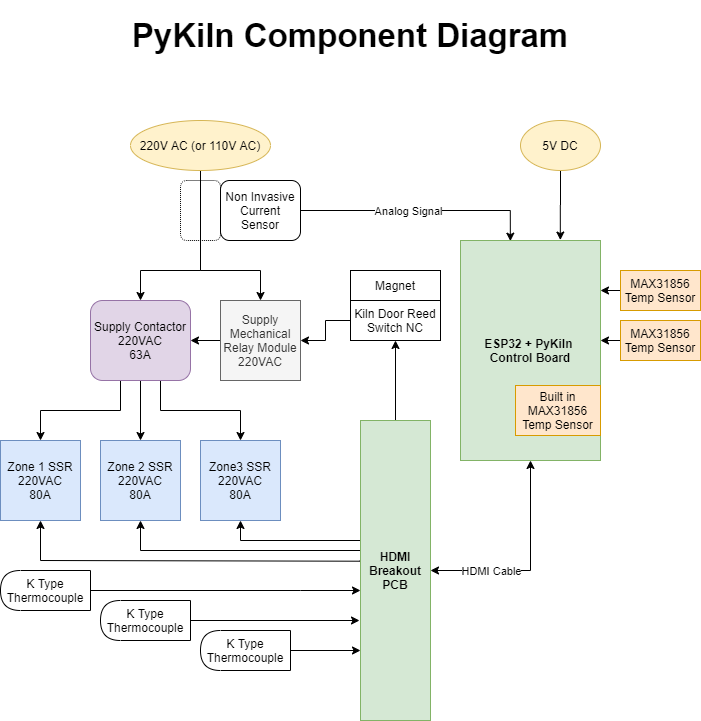 PyKiln Component Diagram
220V AC (or 110V AC)
5V DC
Non Invasive
Current
Sensor
Analog Signal
Magnet
Kiln Door Reed
Switch NC
MAX31856
Temp Sensor
MAX31856
Temp Sensor
Supply Contactor
220VAC
63A
Supply
Mechanical
Relay Module
220VAC
ESP32 + PyKiln
Control Board
Built in
MAX31856
Temp Sensor
Zone 1 SSR
220VAC
80A
Zone 2 SSR
220VAC
80A
Zone3 SSR
220VAC
80A
HDMI
Breakout
PCB
HDMI Cable
K Type
Thermocouple
K Type
Thermocouple
K Type
Thermocouple